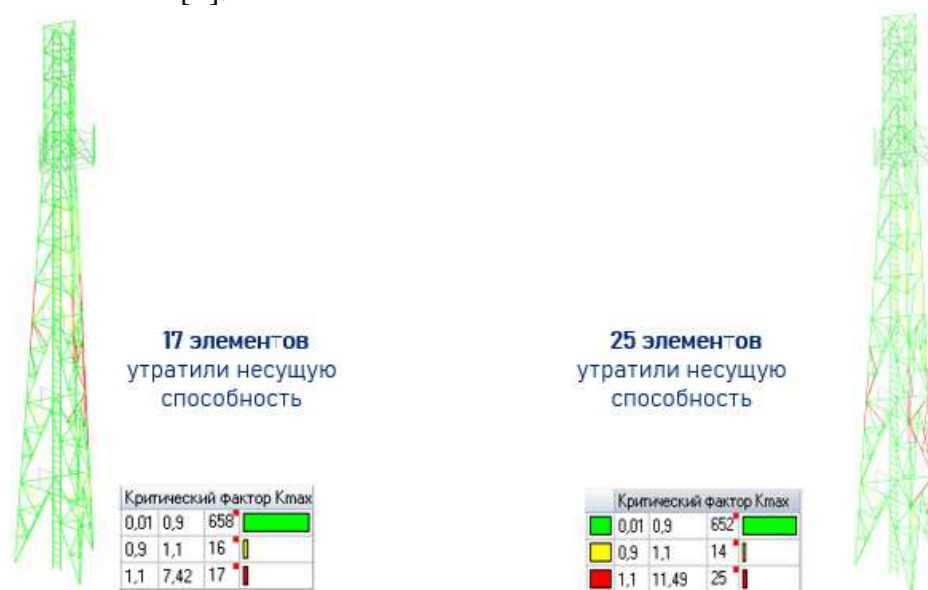 17 элементов
утратили несущую
способность
Критический фактор Kmax
0,01 0,9 658
0,9 1,1 16
1,1 7,42 17
25 элементов
утратили несущую
способность
Критический фактор Kmax
0,01 0,9 652
0,9 1,1 14
1,1 11,49 25